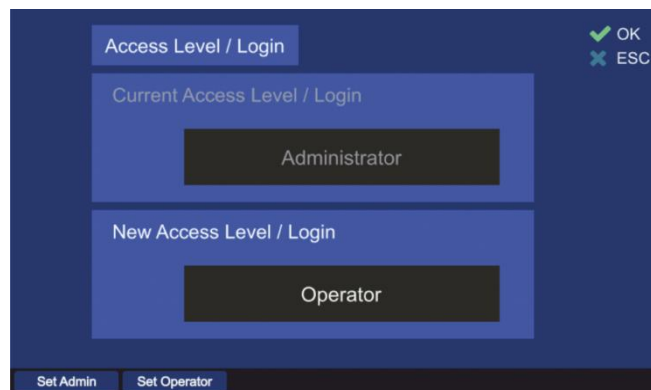 Access Level / Login
OK
ESC
Current Access Level / Login
Administrator
New Access Level / Login
Operator
Set Admin
Set Operator